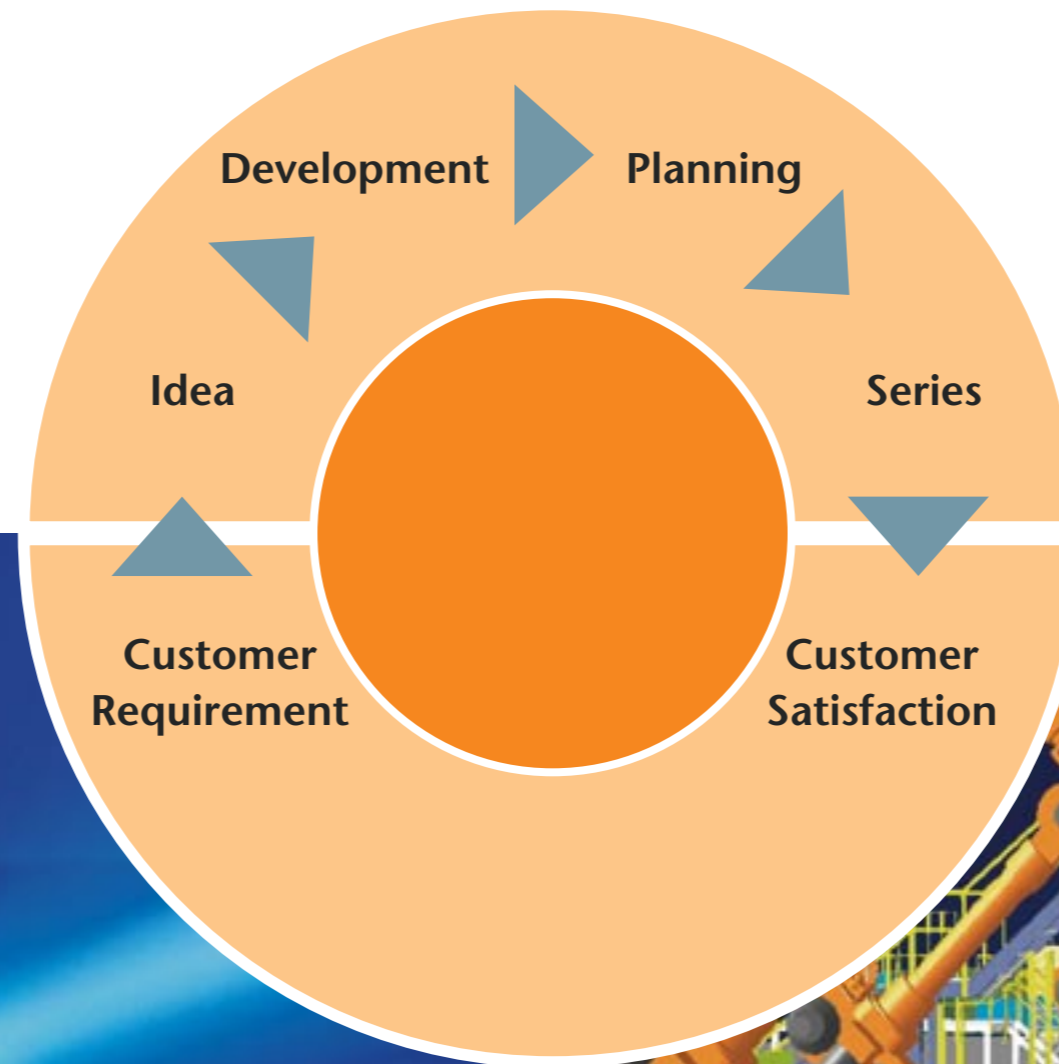 Development
Planning
Idea
Series
Customer
Requirement
Customer
Satisfaction